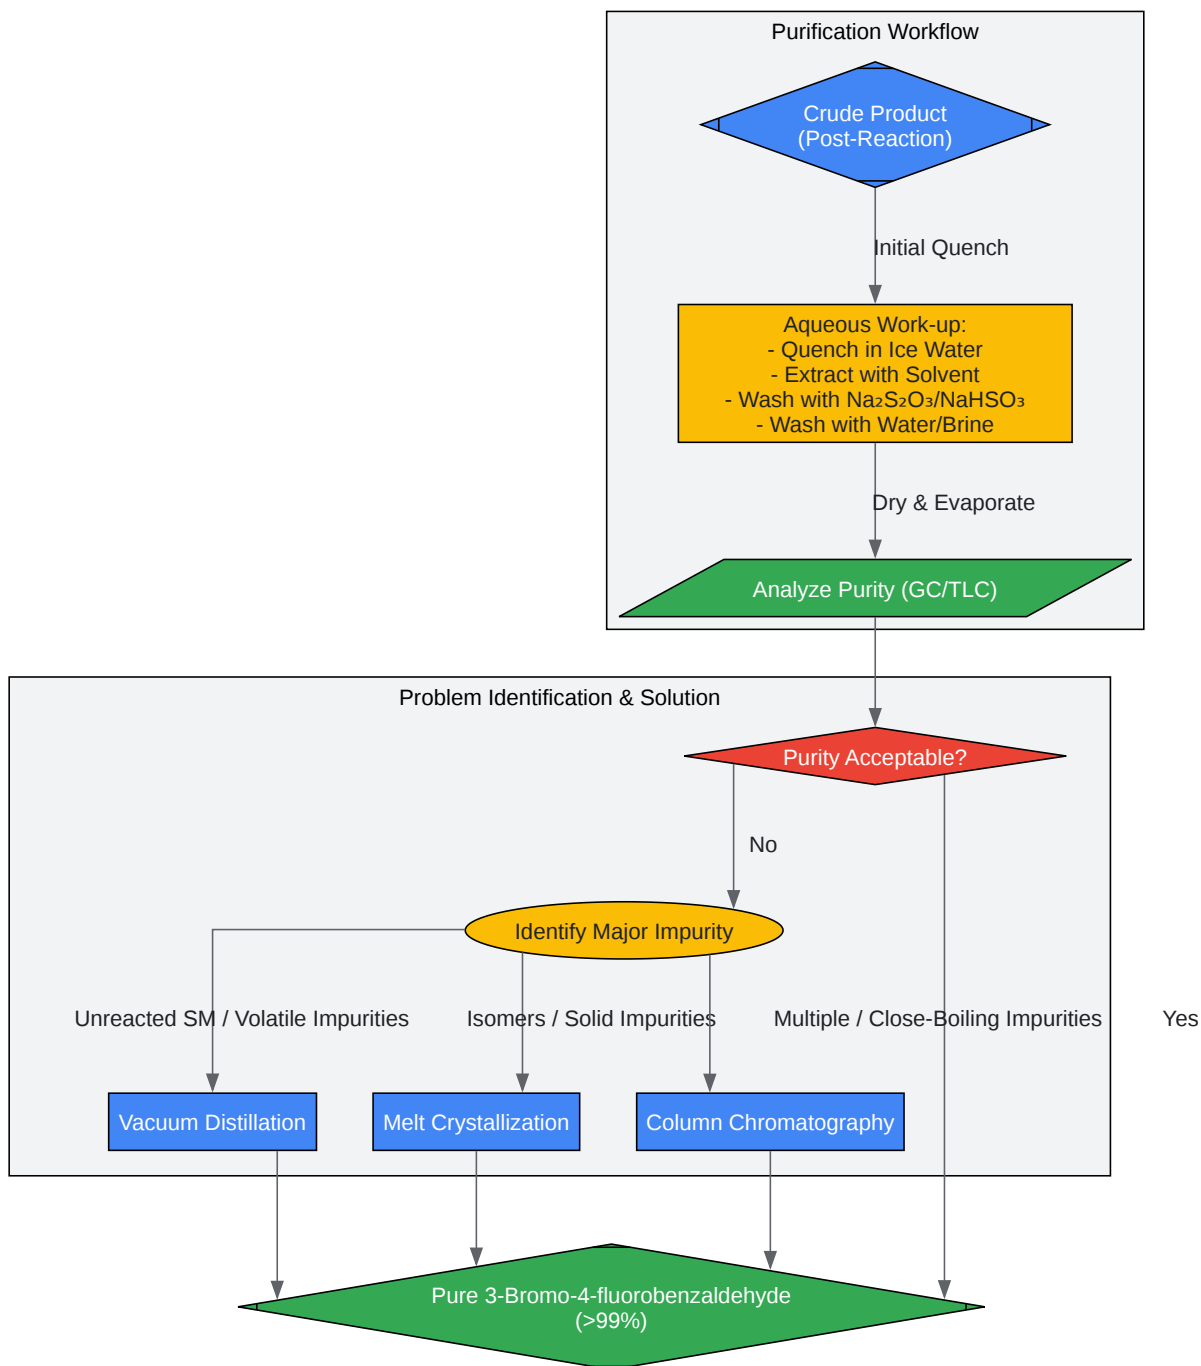 Purification Workflow
Crude Product
(Post-Reaction)
Initial Quench
Aqueous Work-up:
- Quench in Ice Water
- Extract with Solvent
- Wash with Na₂S₂O₃/NaHSO₃
- Wash with Water/Brine
Dry & Evaporate
Analyze Purity (GC/TLC)
Problem Identification & Solution
Purity Acceptable?
No
Identify Major Impurity
Unreacted SM / Volatile Impurities
Isomers / Solid Impurities
Multiple / Close-Boiling Impurities
Yes
Vacuum Distillation
Melt Crystallization
Column Chromatography
Pure 3-Bromo-4-fluorobenzaldehyde
(>99%)